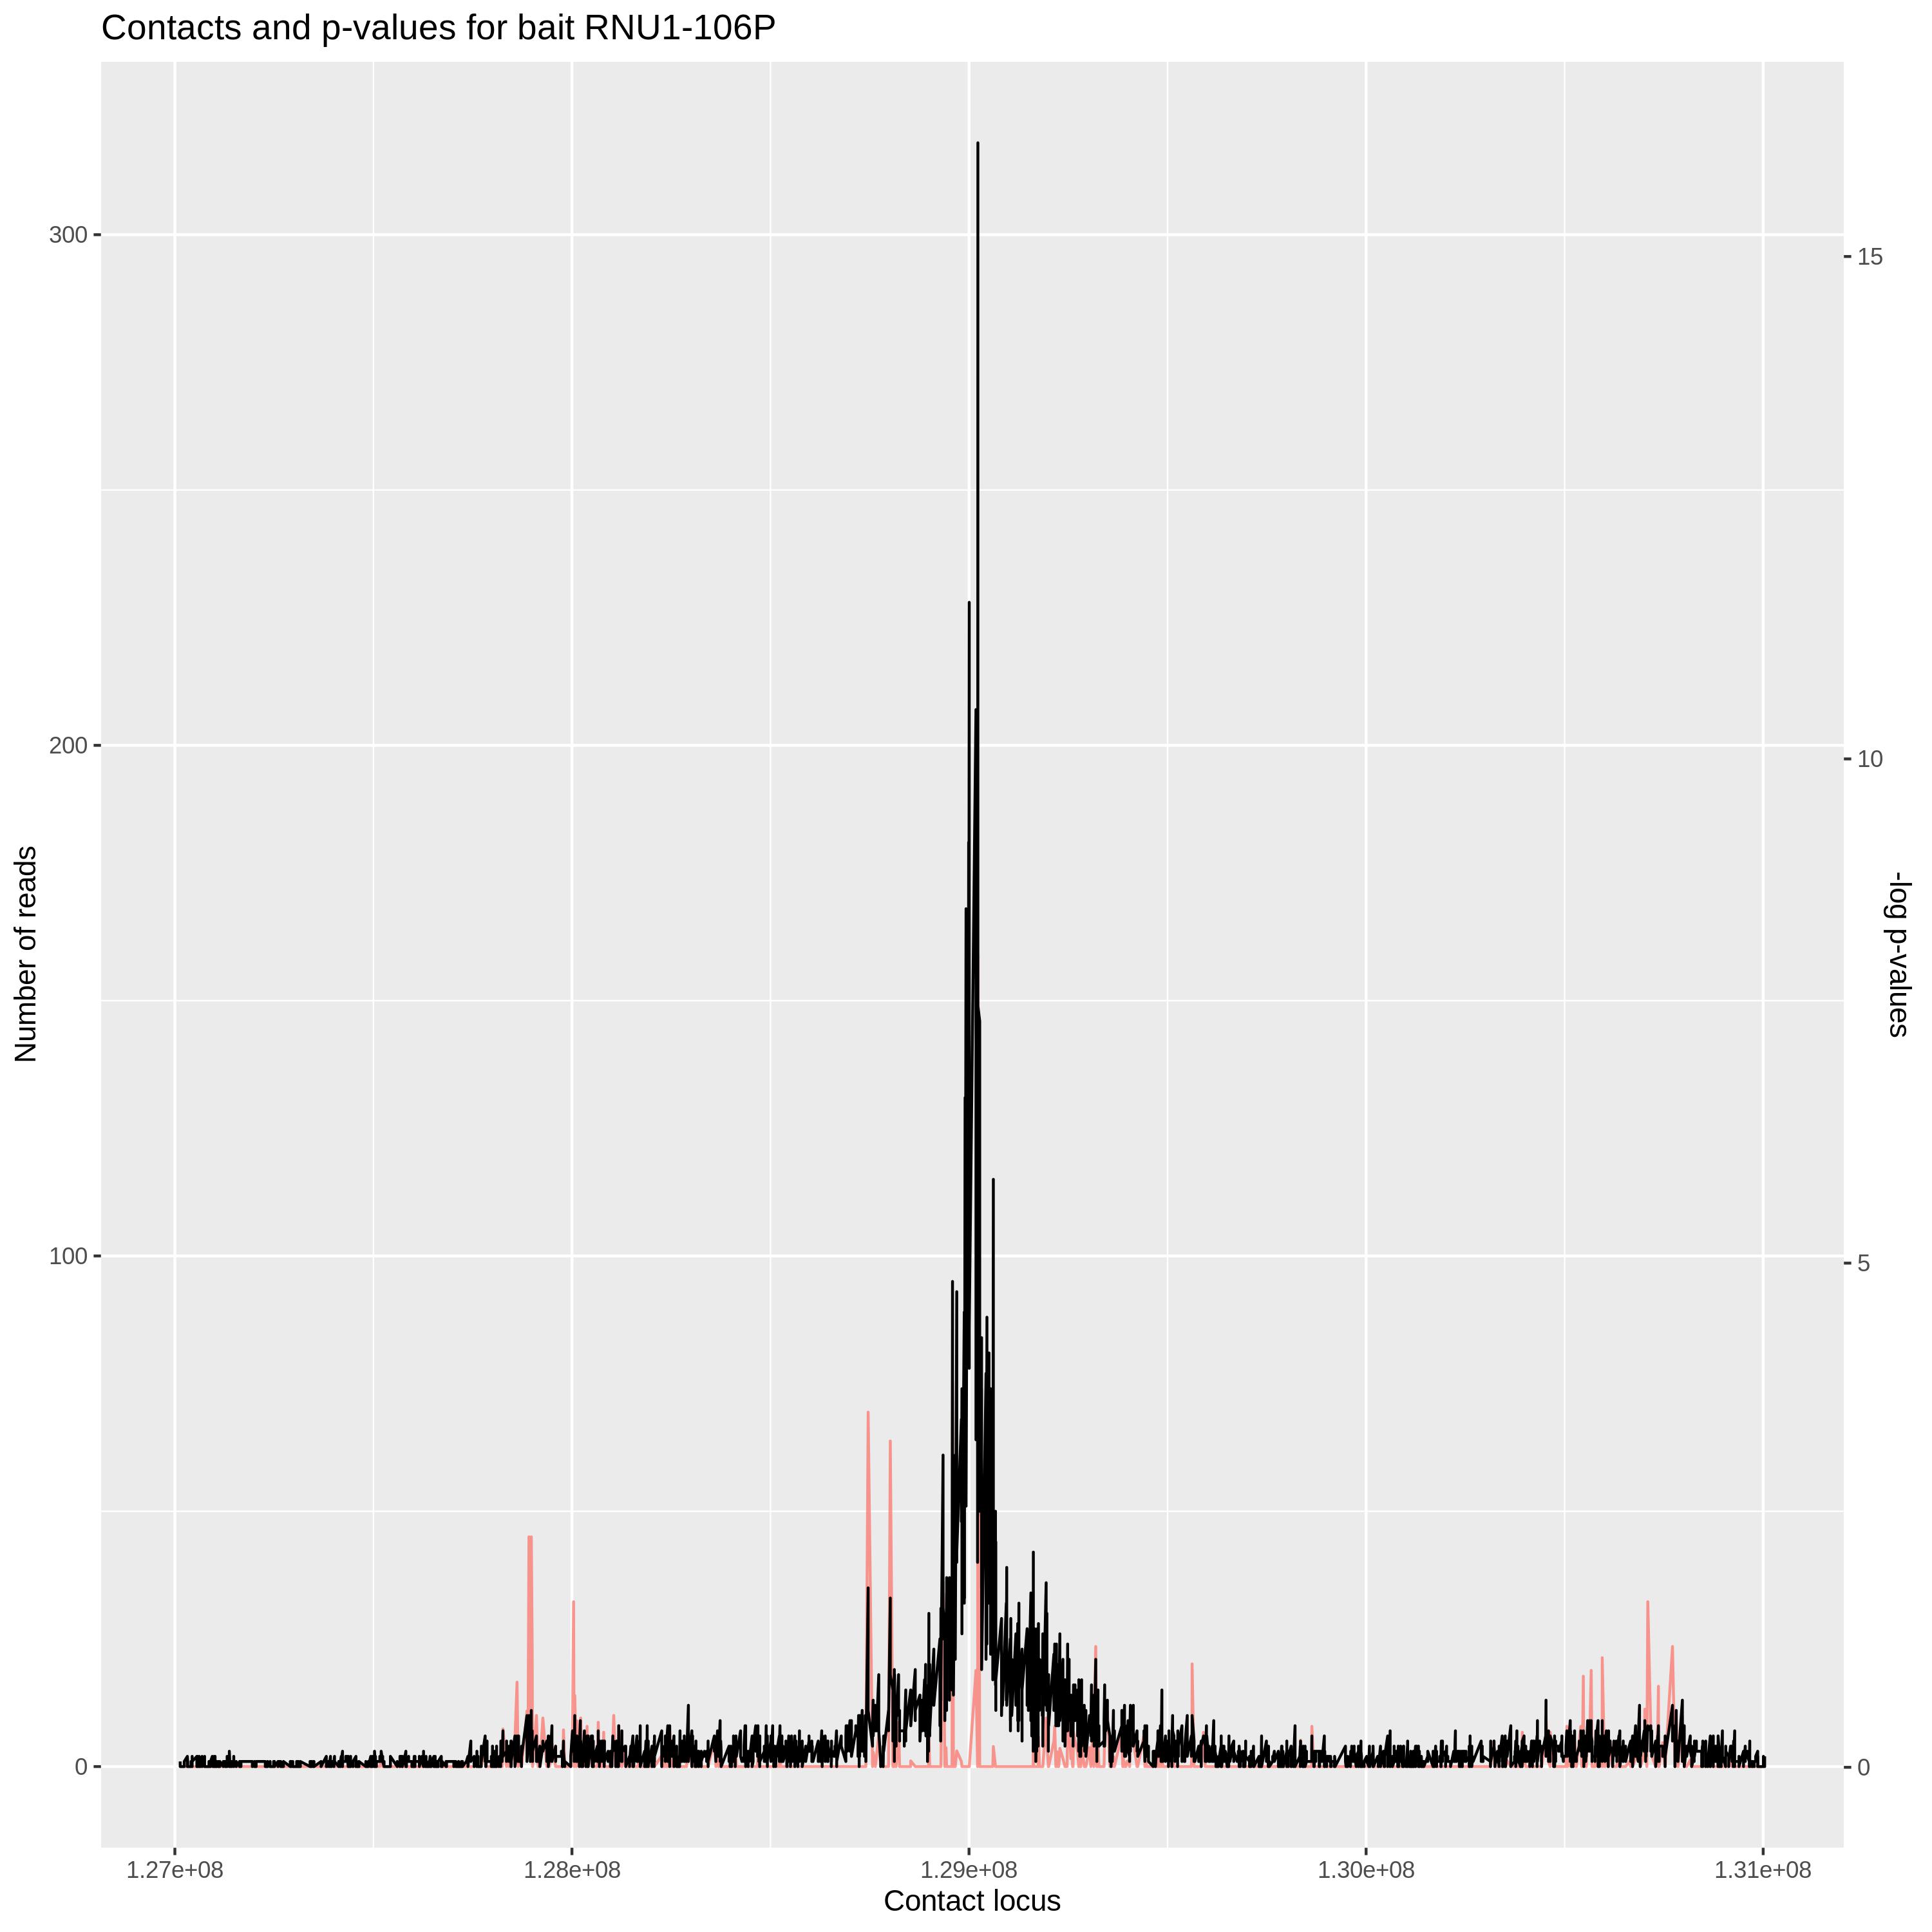 Contacts and p-values for bait RNU1-106P
300
200
100
0
15
10
5
0
Number of reads
-log p-values
1.27e+08 1.28e+08 1.29e+08 1.30e+08 1.31e+08
Contact locus